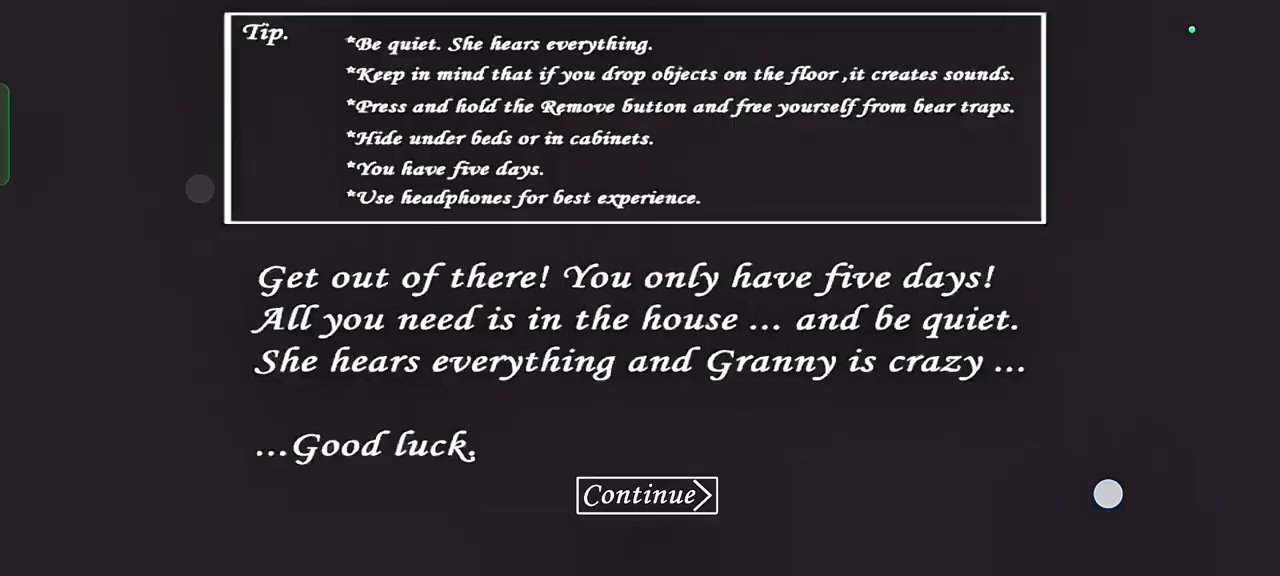 Tip.
*Be quiet. She hears everything.
*Keep in mind that if you drop objects on the floor ,it creates sounds.
*Press and hold the Remove button and free yourself from bear traps.
*Hide under beds or in cabinets.
*You have five days.
*Use headphones for best experience.
Get out of there! You only have five days!
All you need is in the house ... and be quiet.
She hears everything and Granny is crazy ...
...Good luck.
Continue>